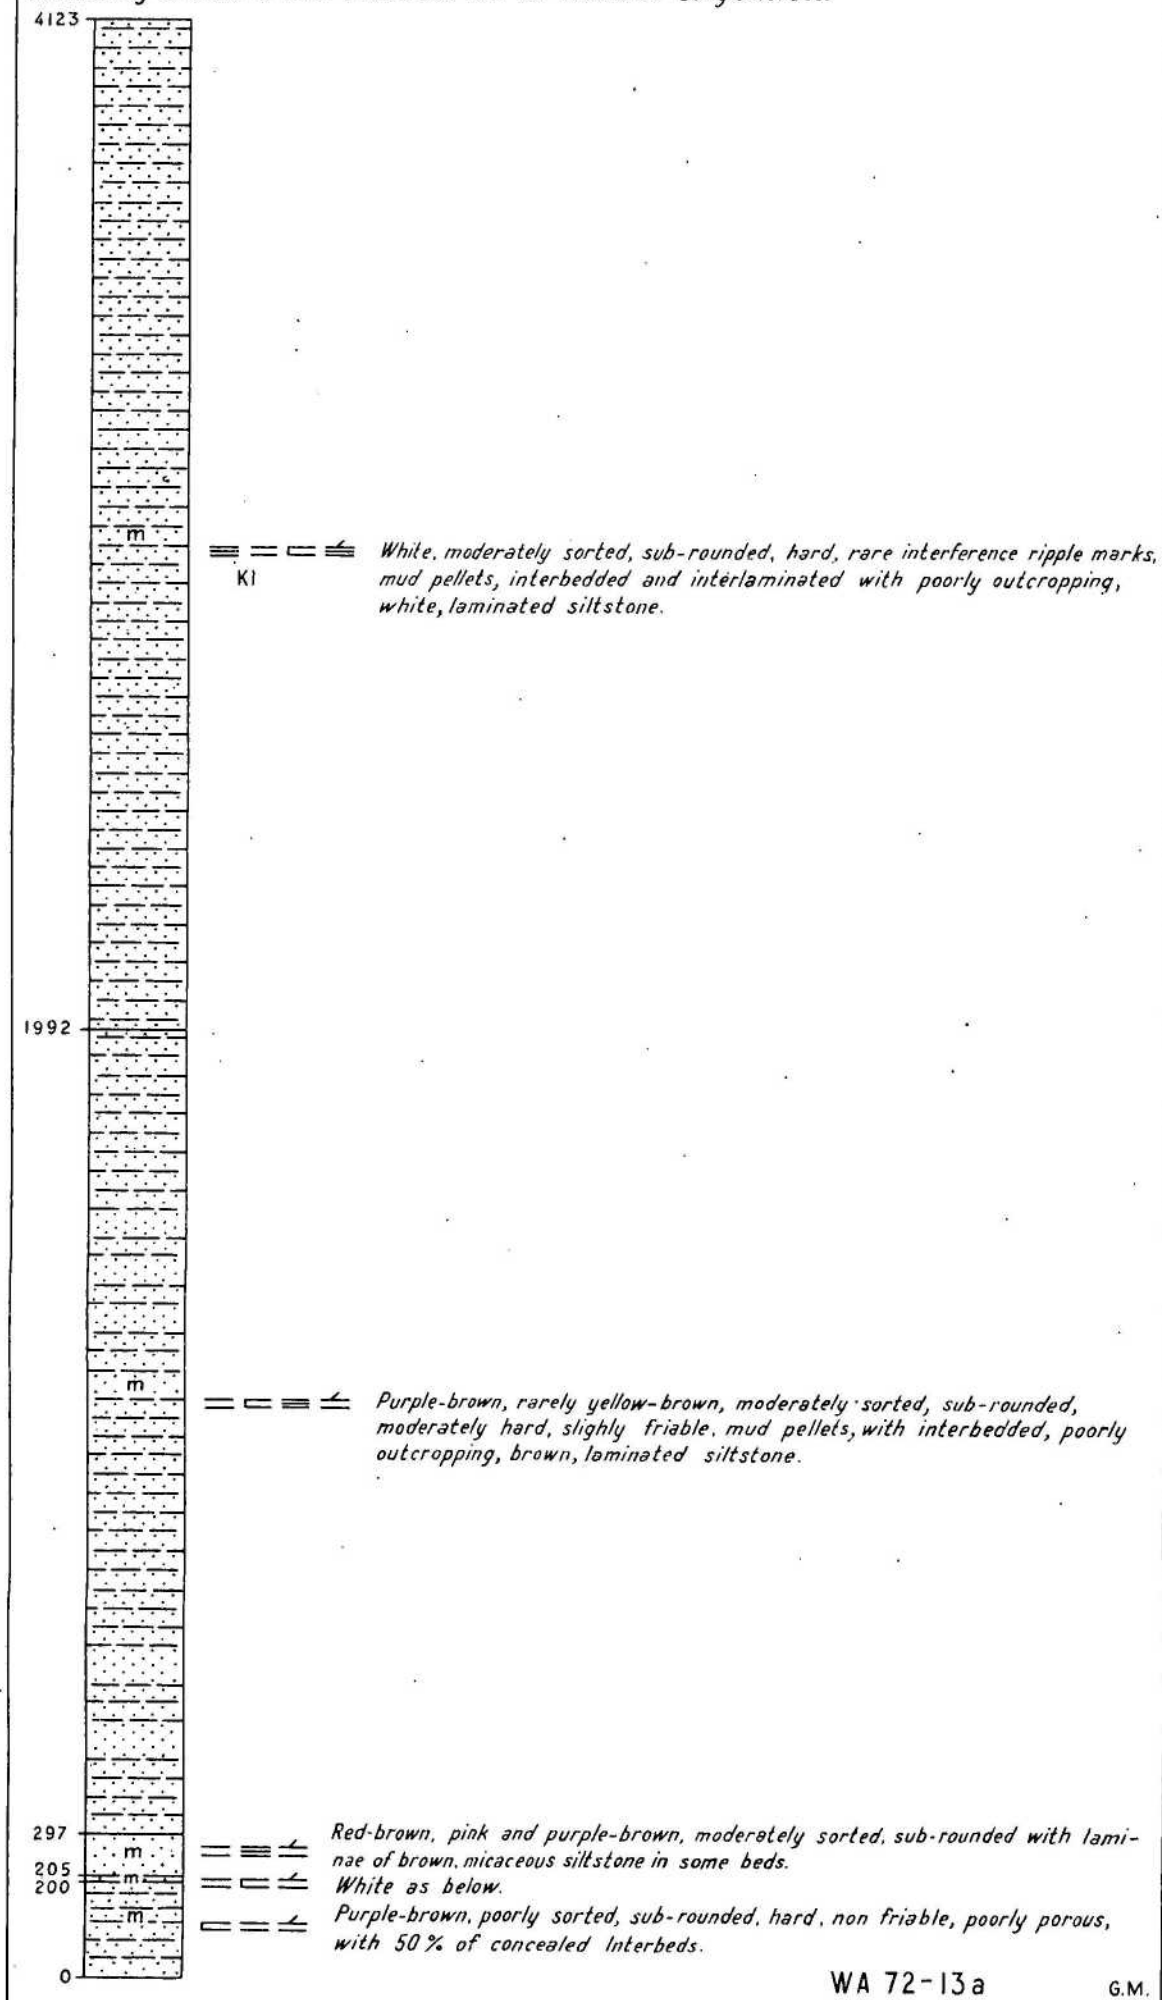 4123
m
White, moderately sorted, sub-rounded, hard, rare interference ripple marks,
KI
mud pellets, interbedded and interlaminated with poorly outcropping,
white, laminated siltstone.
1992
m
Purple-brown, rarely yellow-brown, moderately sorted, sub-rounded,
moderately hard, slighly friable, mud pellets, with interbedded, poorly
outcropping, brown, laminated siltstone.
297
Red-brown, pink and purple-brown, moderately sorted, sub-rounded with lami-
m
nae of brown, micaceous siltstone in some beds.
205
m
200
White as below.
m
Purple-brown, poorly sorted, sub-rounded, hard, non friable, poorly porous,
with 50% of concealed Interbeds.
0
WA 72-13a
G.M.